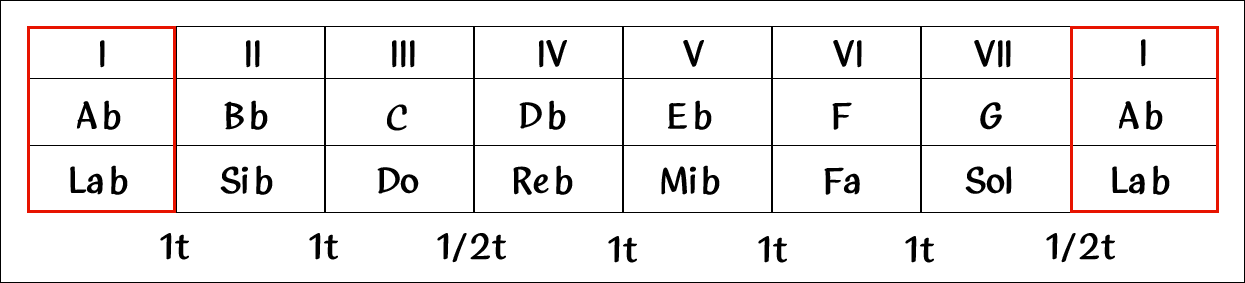 I II III IV V VI VII I
Ab Bb C Db Eb F G Ab
Lab Sib Do Reb Mib Fa Sol Lab
1t 1t 1/2t 1t 1t 1t 1/2t